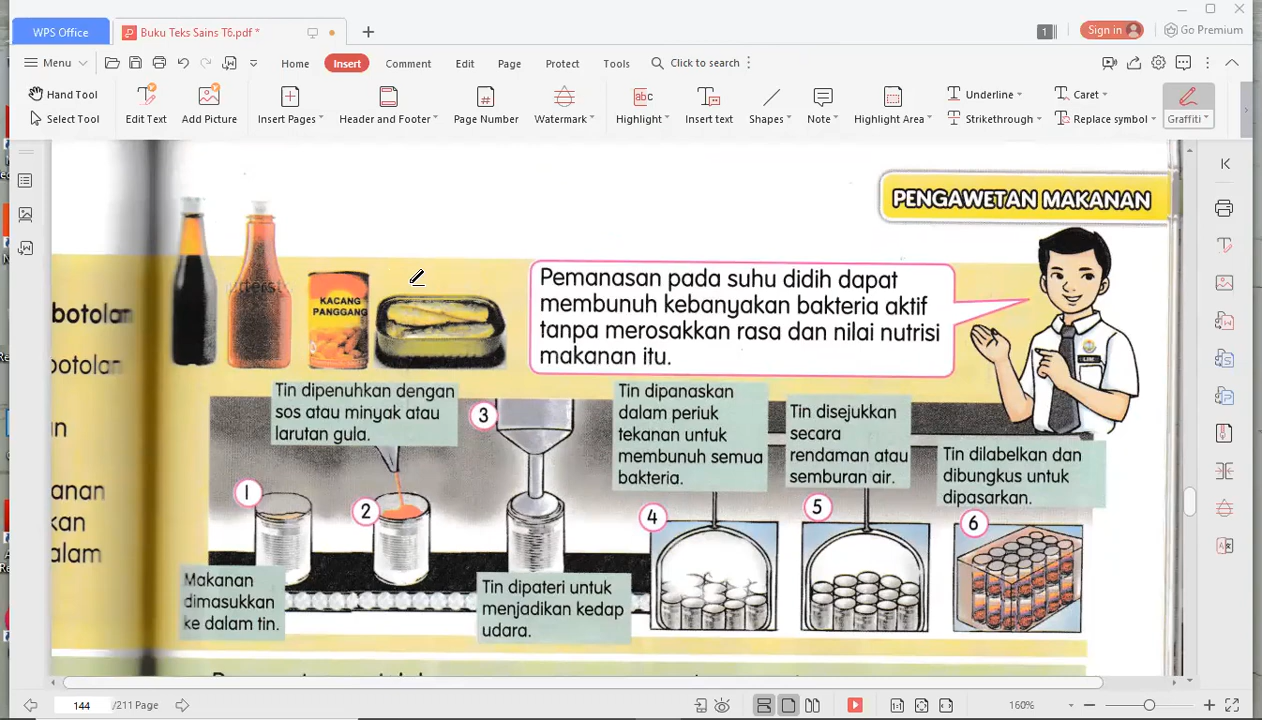 WPS Office
Buku Teks Sains T6.pdf *
1
Sign in
Go Premium
Menu
Home
Insert
Comment
Edit
Page
Protect
Tools
Click to search
Hand Tool
Select Tool
Edit Text
Add Picture
Insert Pages
Header and Footer
Page Number
Watermark
abc
Highlight
Insert text
Shapes
Note
Highlight Area
Underline
Strikethrough
Caret
Replace symbol
Graffiti
PENGAWETAN MAKANAN
KACANG
PANGGANG
Pemanasan pada suhu didih dapat
membunuh kebanyakan bakteria aktif
tanpa merosakkan rasa dan nilai nutrisi
makanan itu.
botolan
botolan
n
anan
kan
alam
Tin dipenuhkan dengan
sos atau minyak atau
larutan gula.
3
Tin dipanaskan
dalam periuk
tekanan untuk
membunuh semua
bakteria.
Tin disejukkan
secara
rendaman atau
semburan air.
Tin dilabelkan dan
dibungkus untuk
dipasarkan.
1
2
4
5
6
Makanan
dimasukkan
ke dalam tin.
Tin dipateri untuk
menjadikan kedap
udara.
144
/211 Page
160%